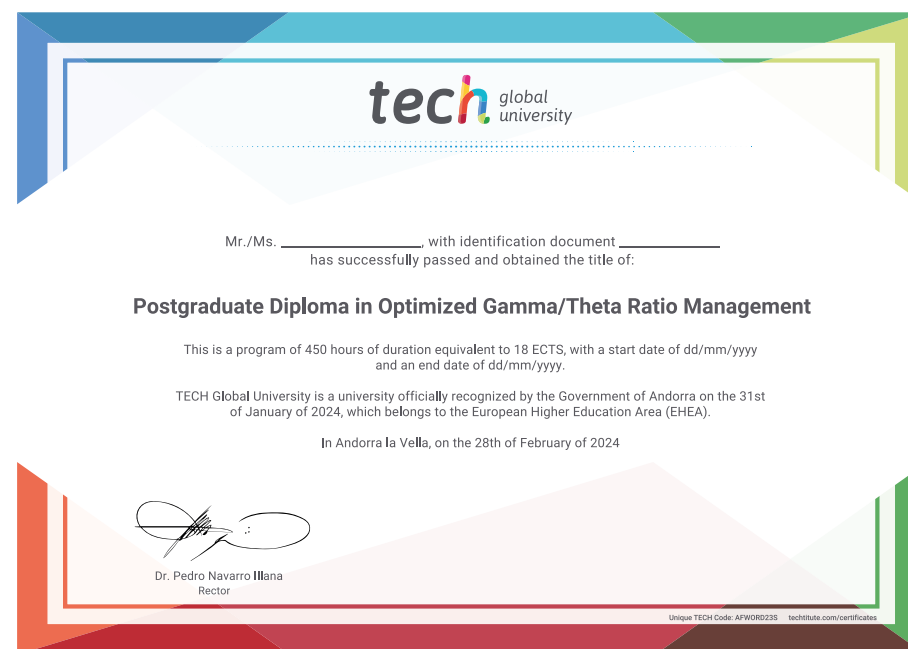 tech global university
Mr./Ms. ____________________, with identification document ______________
has successfully passed and obtained the title of:
Postgraduate Diploma in Optimized Gamma/Theta Ratio Management
This is a program of 450 hours of duration equivalent to 18 ECTS, with a start date of dd/mm/yyyy
and an end date of dd/mm/yyyy.
TECH Global University is a university officially recognized by the Government of Andorra on the 31st
of January of 2024, which belongs to the European Higher Education Area (EHEA).
In Andorra la Vella, on the 28th of February of 2024
Dr. Pedro Navarro Illana
Rector
Unique TECH Code: AFWORD23S techtitute.com/certificates